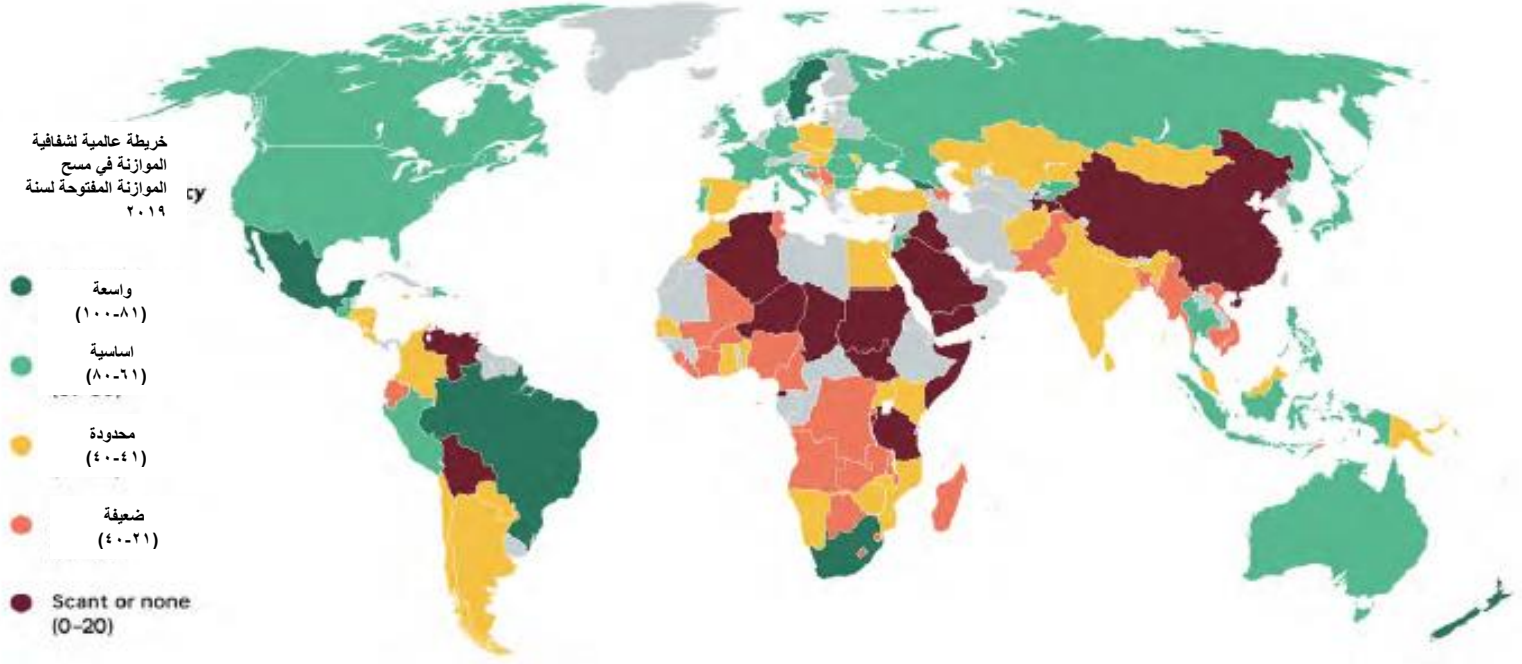 خريطة عالمية لشفافية
الموازنة في مسح
الموازنة المفتوحة لسنة
٢٠١٩
cy
واسعة
(٨١-١٠٠)
اساسية
(٦١-٨٠)
محدودة
(٤١-٤٠)
ضعيفة
(٢١-٤٠)
Scant or none
(0–20)